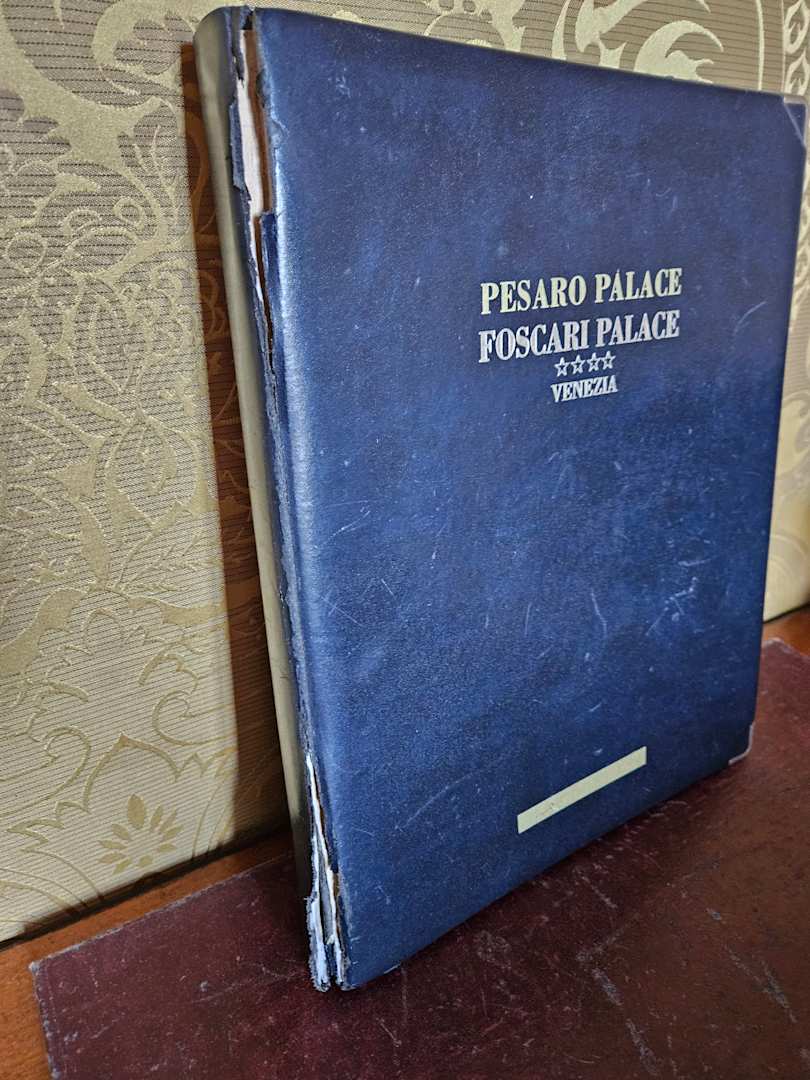 PESARO PALACE
FOSCARI PALACE
☆☆☆☆
VENEZIA